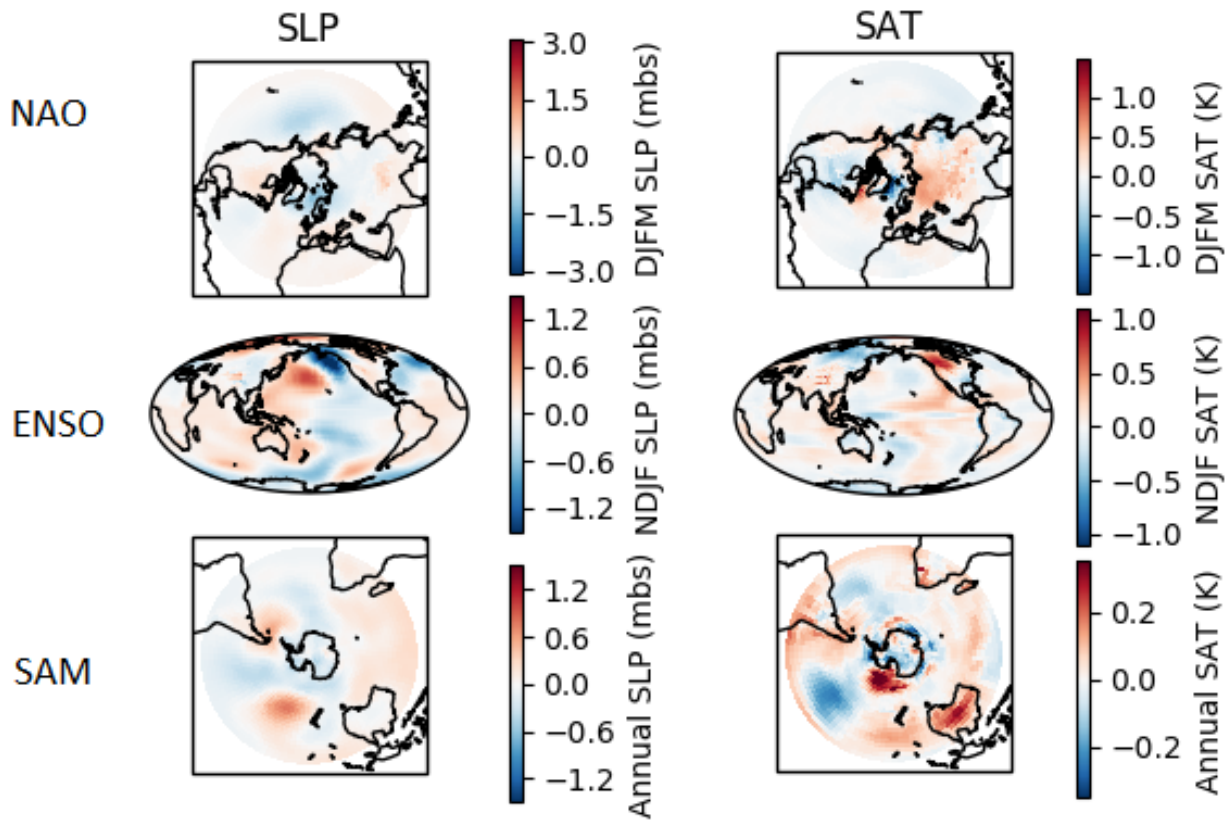 SLP
SAT
NAO
3.0
1.5
0.0
−1.5
−3.0
DJFM SLP (mbs)
1.0
0.5
0.0
−0.5
−1.0
DJFM SAT (K)
ENSO
1.2
0.6
0.0
−0.6
−1.2
NDJF SLP (mbs)
1.0
0.5
0.0
−0.5
−1.0
NDJF SAT (K)
SAM
1.2
0.6
0.0
−0.6
−1.2
Annual SLP (mbs)
0.2
0.0
−0.2
Annual SAT (K)